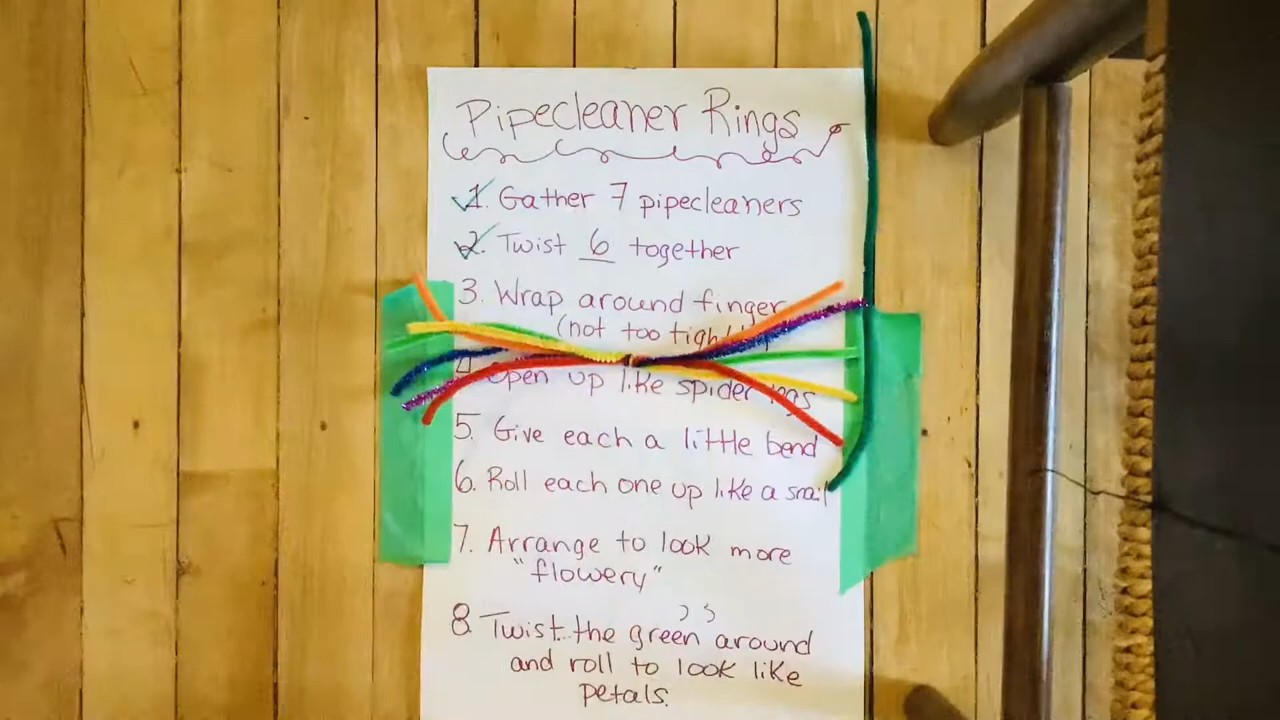 Pipecleaner Rings
1. Gather 7 pipecleaners
2. Twist 6 together
3. Wrap around finger
(not too tight
4. Open up like spider legs
5. Give each a little bend
6. Roll each one up like a snail
7. Arrange to look more
"flowery"
8. Twist the green around
and roll to look like
petals.